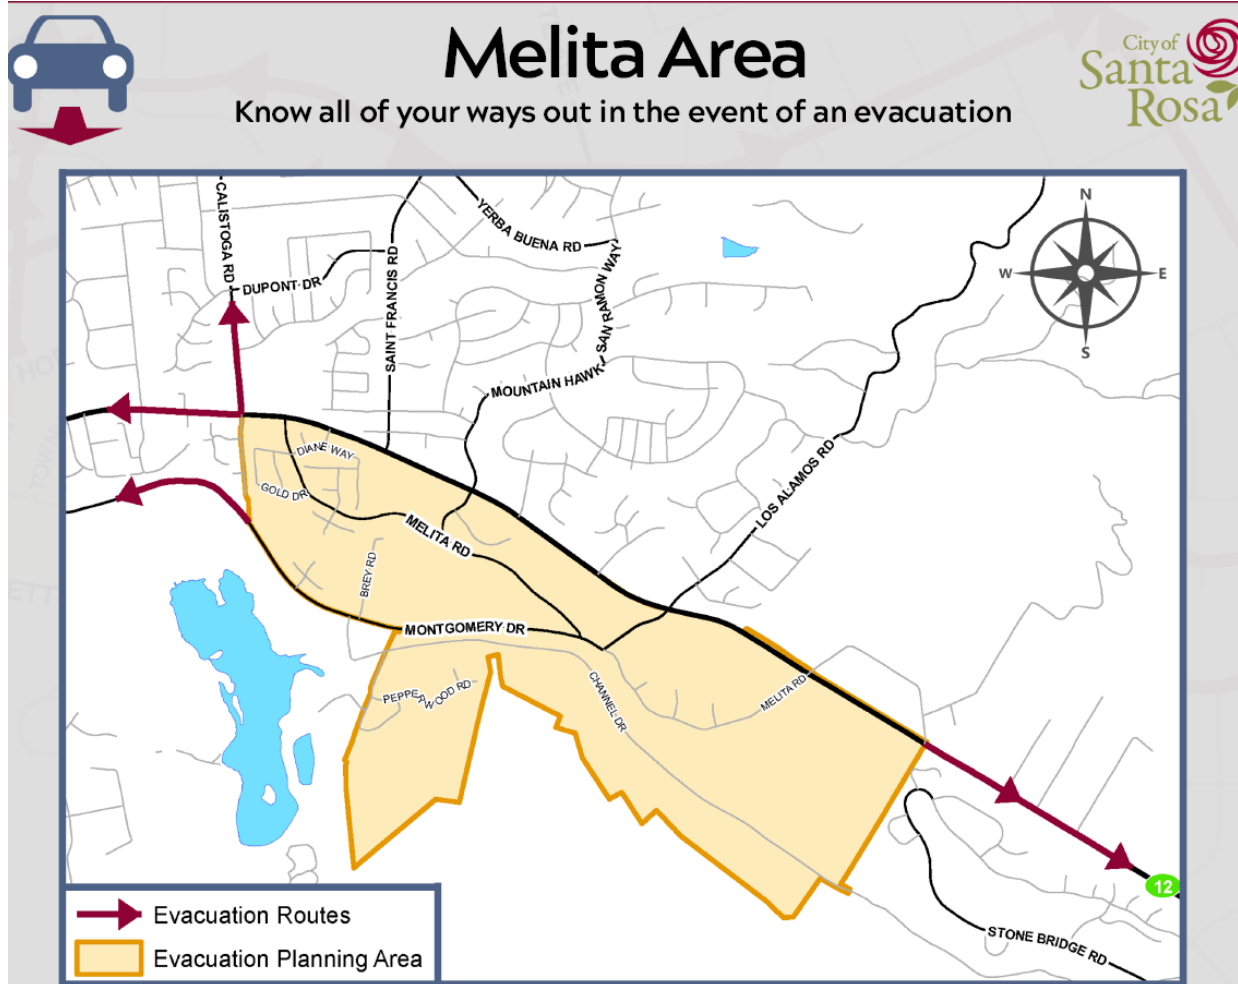 Melita Area
Know all of your ways out in the event of an evacuation
City of
Santa
Rosa
CALISTOGA RD
DUPONT DR
SAINT FRANCIS RD
YERBA BUENA RD
SAN RAMON WAY
MOUNTAIN HAWK
LOS ALAMOS RD
N
W
E
S
DIANE WAY
GOLD DR
MELITA RD
BREY RD
MONTGOMERY DR
PEPPERWOOD RD
CHANNEL DR
MELITA RD
12
STONE BRIDGE RD
Evacuation Routes
Evacuation Planning Area